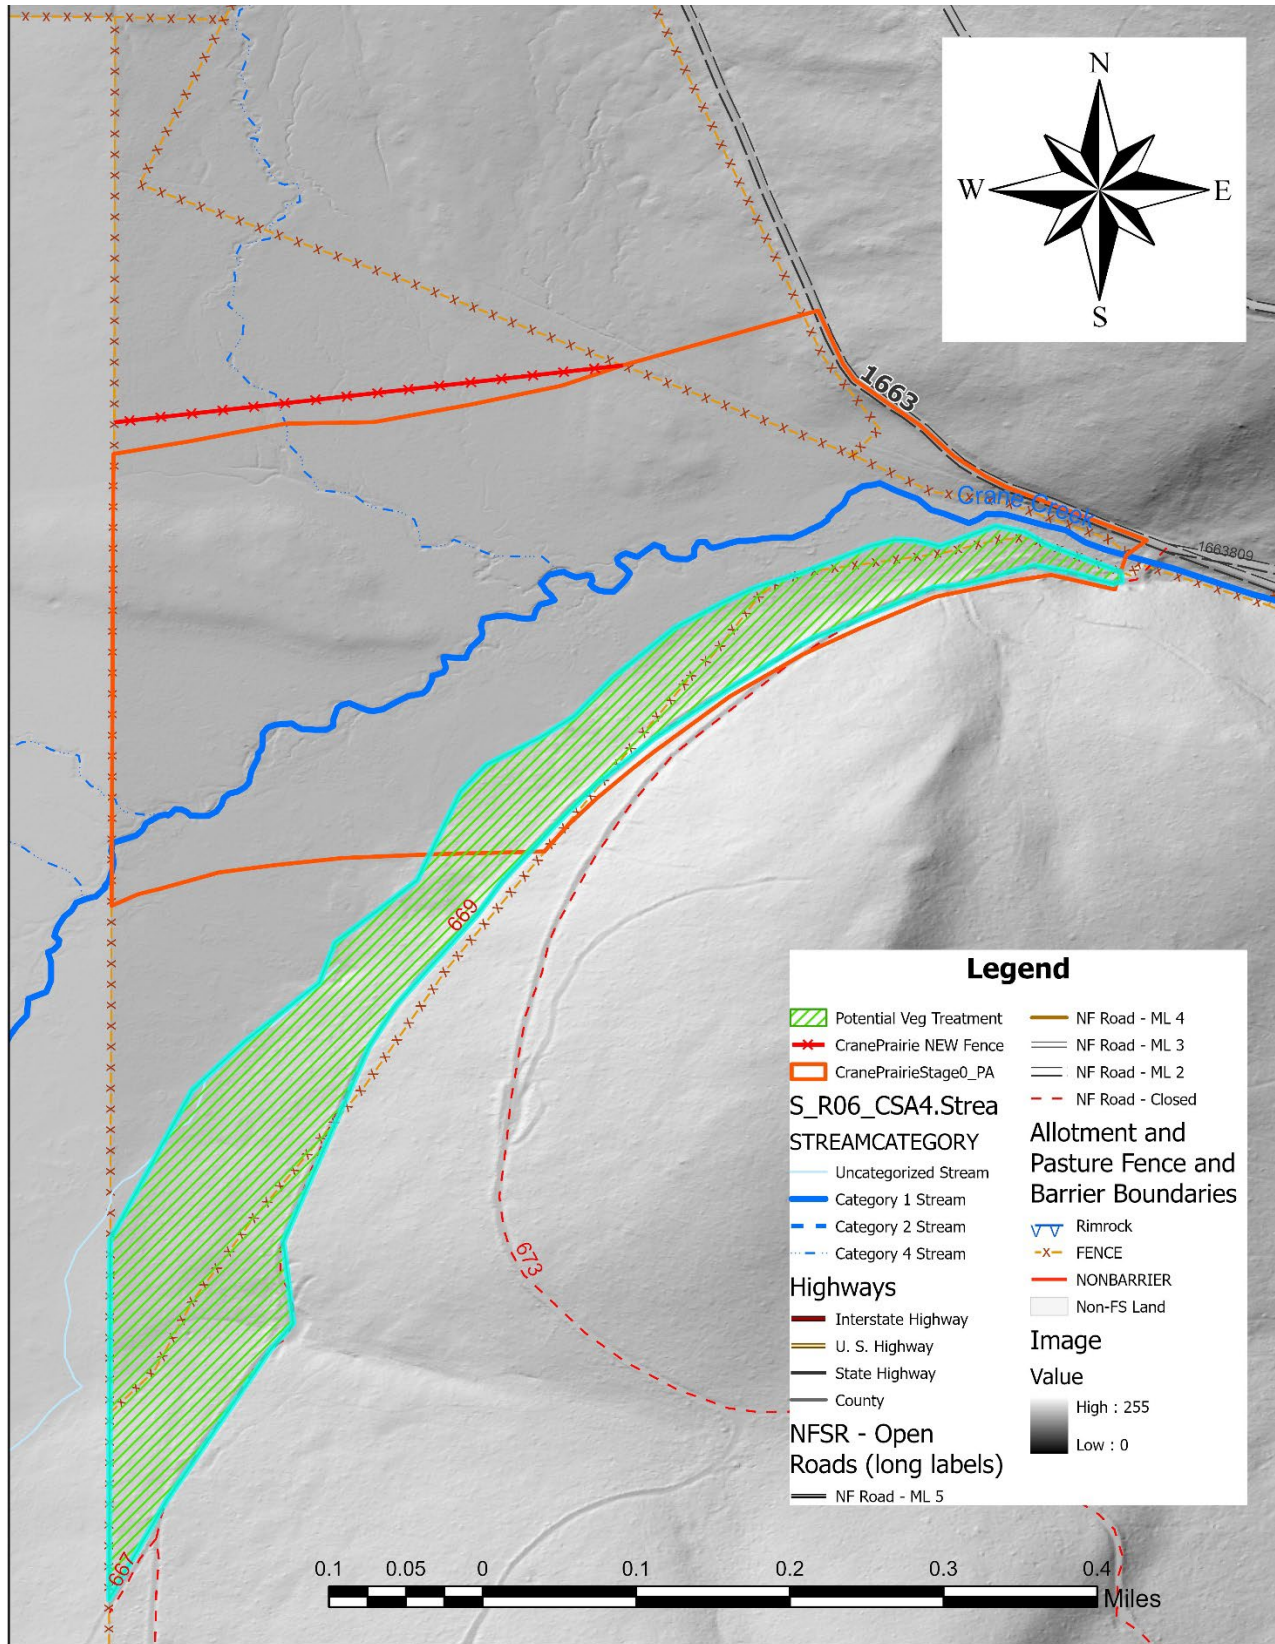 N
W
E
S
1663
Crane Creek
1663809
669
673
667
Legend
Potential Veg Treatment
CranePrairie NEW Fence
CranePrairieStage0_PA
S_R06_CSA4.Strea
STREAMCATEGORY
Uncategorized Stream
Category 1 Stream
Category 2 Stream
Category 4 Stream
Highways
Interstate Highway
U. S. Highway
State Highway
County
NFSR - Open
Roads (long labels)
NF Road - ML 5
NF Road - ML 4
NF Road - ML 3
NF Road - ML 2
NF Road - Closed
Allotment and
Pasture Fence and
Barrier Boundaries
Rimrock
FENCE
NONBARRIER
Non-FS Land
Image
Value
High : 255
Low : 0
0.1 0.05 0 0.1 0.2 0.3 0.4
Miles